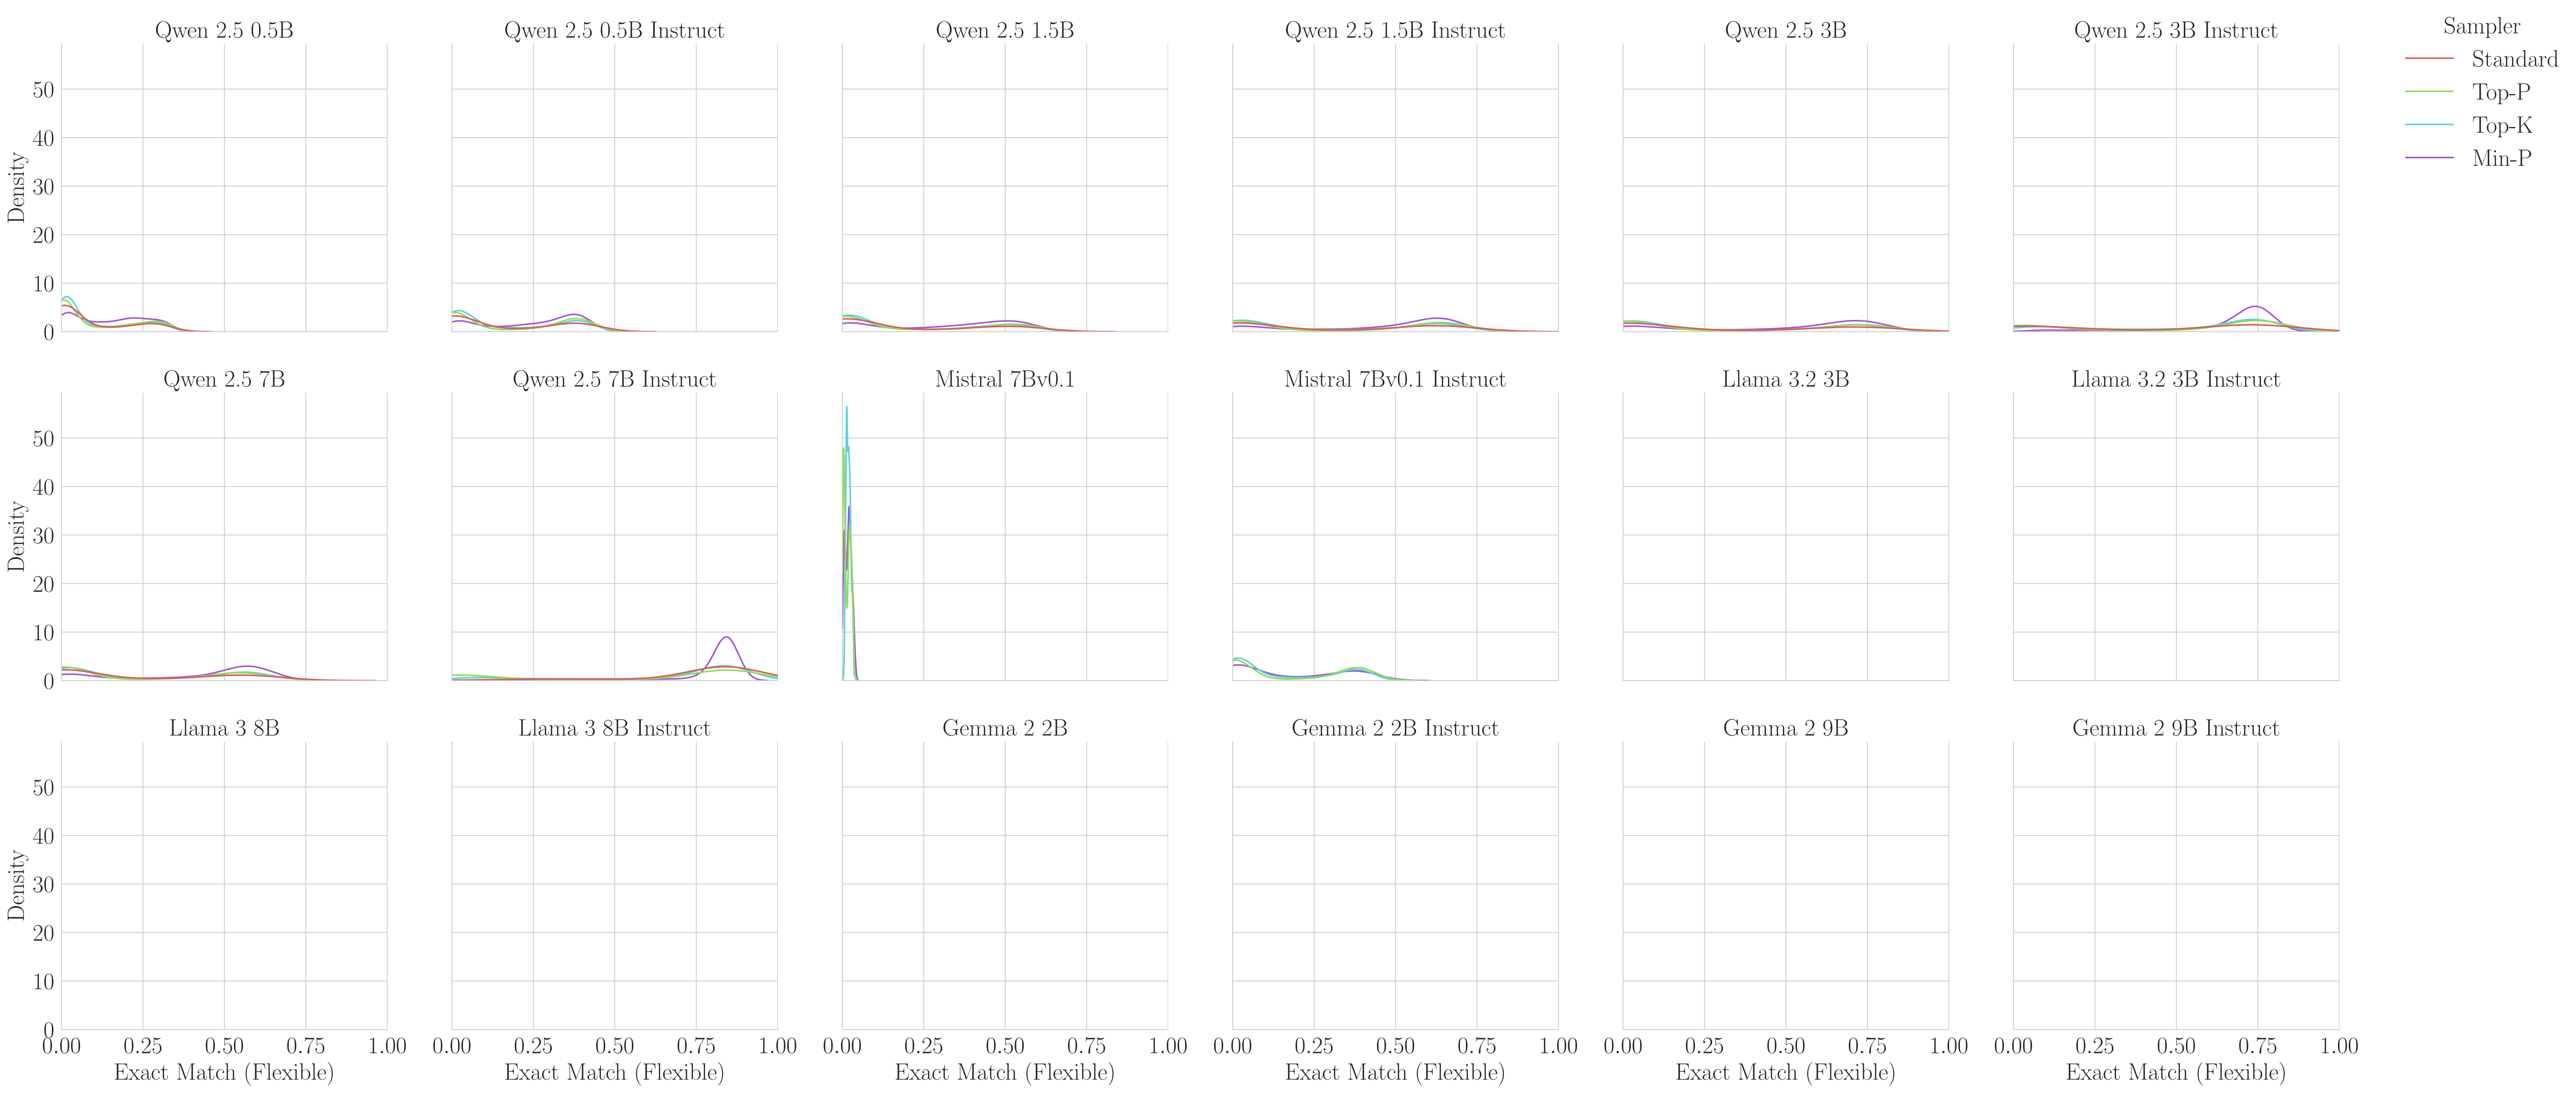 Qwen 2.5 0.5B
Qwen 2.5 0.5B Instruct
Qwen 2.5 1.5B
Qwen 2.5 1.5B Instruct
Qwen 2.5 3B
Qwen 2.5 3B Instruct
Sampler
Standard
Top-P
Top-K
Min-P
Density
50
40
30
20
10
0
Qwen 2.5 7B
Qwen 2.5 7B Instruct
Mistral 7Bv0.1
Mistral 7Bv0.1 Instruct
Llama 3.2 3B
Llama 3.2 3B Instruct
Density
50
40
30
20
10
0
Llama 3 8B
Llama 3 8B Instruct
Gemma 2 2B
Gemma 2 2B Instruct
Gemma 2 9B
Gemma 2 9B Instruct
Density
50
40
30
20
10
0
0.00 0.25 0.50 0.75 1.00
0.00 0.25 0.50 0.75 1.00
0.00 0.25 0.50 0.75 1.00
0.00 0.25 0.50 0.75 1.00
0.00 0.25 0.50 0.75 1.00
0.00 0.25 0.50 0.75 1.00
Exact Match (Flexible)
Exact Match (Flexible)
Exact Match (Flexible)
Exact Match (Flexible)
Exact Match (Flexible)
Exact Match (Flexible)